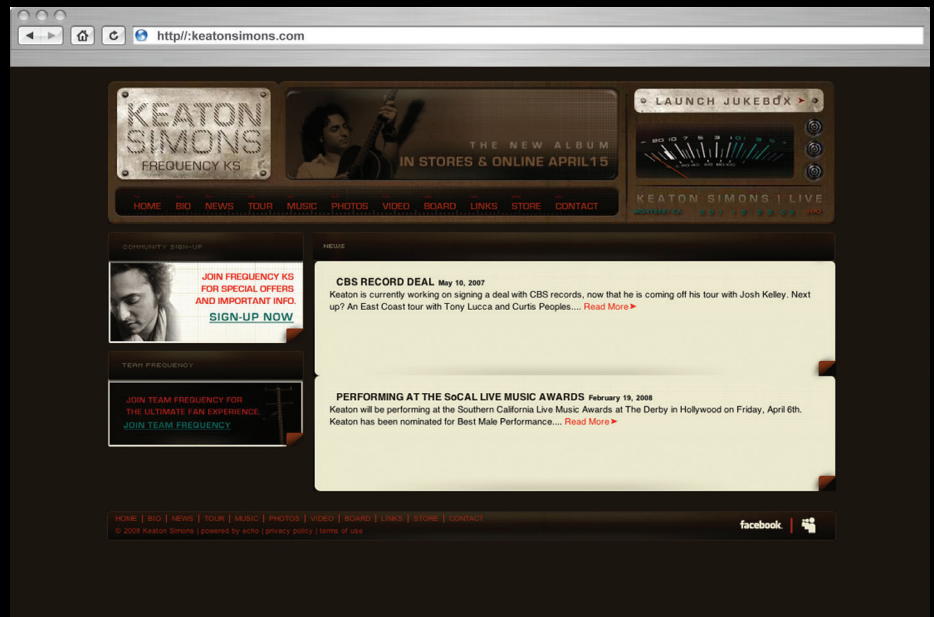 http//:keatonsimons.com
KEATON
SIMONS
FREQUENCY KS
THE NEW ALBUM
IN STORES & ONLINE APRIL15
LAUNCH JUKEBOX
KEATON SIMONS | LIVE
HOME BIO NEWS TOUR MUSIC PHOTOS VIDEO BOARD LINKS STORE CONTACT
COMMUNITY SIGN-UP
JOIN FREQUENCY KS
FOR SPECIAL OFFERS
AND IMPORTANT INFO.
SIGN-UP NOW
TEAM FREQUENCY
JOIN TEAM FREQUENCY FOR
THE ULTIMATE FAN EXPERIENCE.
JOIN TEAM FREQUENCY
NEWS
CBS RECORD DEAL May 10, 2007
Keaton is currently working on signing a deal with CBS records, now that he is coming off his tour with Josh Kelley. Next
up? An East Coast tour with Tony Lucca and Curtis Peoples.... Read More
PERFORMING AT THE SoCAL LIVE MUSIC AWARDS February 19, 2008
Keaton will be performing at the Southern California Live Music Awards at The Derby in Hollywood on Friday, April 6th.
Keaton has been nominated for Best Male Performance.... Read More
HOME | BIO | NEWS | TOUR | MUSIC | PHOTOS | VIDEO | BOARD | LINKS | STORE | CONTACT
© 2008 Keaton Simons | powered by echo | privacy policy | terms of use
facebook.